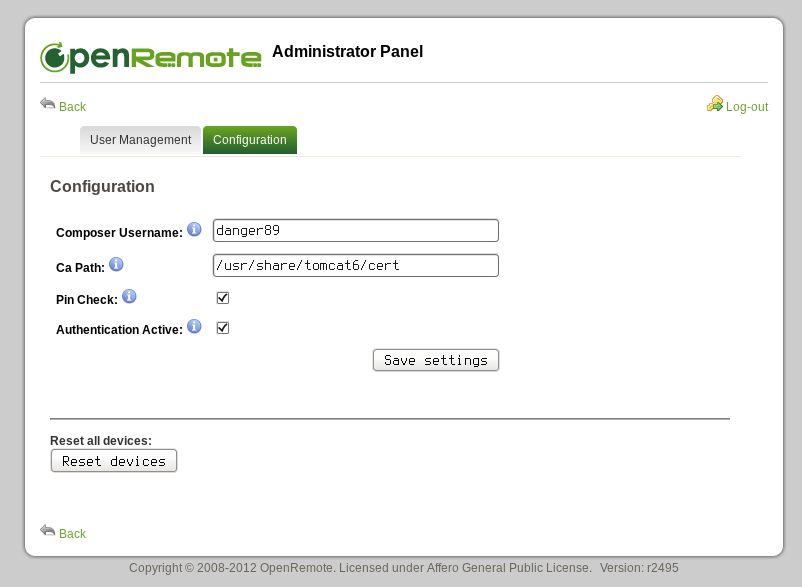 OpenRemote Administrator Panel
Back Log-out
User Management Configuration
Configuration
Composer Username: danger89
Ca Path: /usr/share/tomcat6/cert
Pin Check:
Authentication Active:
Save settings
Reset all devices:
Reset devices
Back
Copyright © 2008-2012 OpenRemote. Licensed under Affero General Public License. Version: r2495